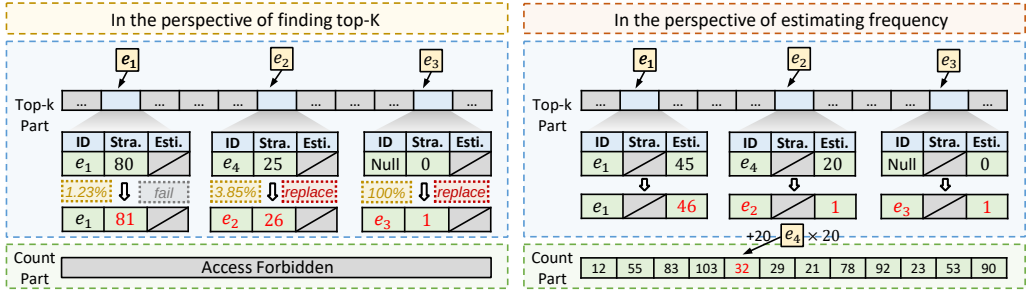 In the perspective of finding top-K
e₁ e₂ e₃
Top-k Part
... ... ... ... ... ... ... ...
ID Stra. Esti. ID Stra. Esti. ID Stra. Esti.
e₁ 80 e₄ 25 Null 0
1.23% fail 3.85% replace 100% replace
e₁ 81 e₂ 26 e₃ 1
Count Part
Access Forbidden
In the perspective of estimating frequency
e₁ e₂ e₃
Top-k Part
... ... ... ... ... ... ... ...
ID Stra. Esti. ID Stra. Esti. ID Stra. Esti.
e₁ 45 e₄ 20 Null 0
e₁ 46 e₂ 1 e₃ 1
+20 e₄ × 20
Count Part
12 55 83 103 32 29 21 78 92 23 53 90